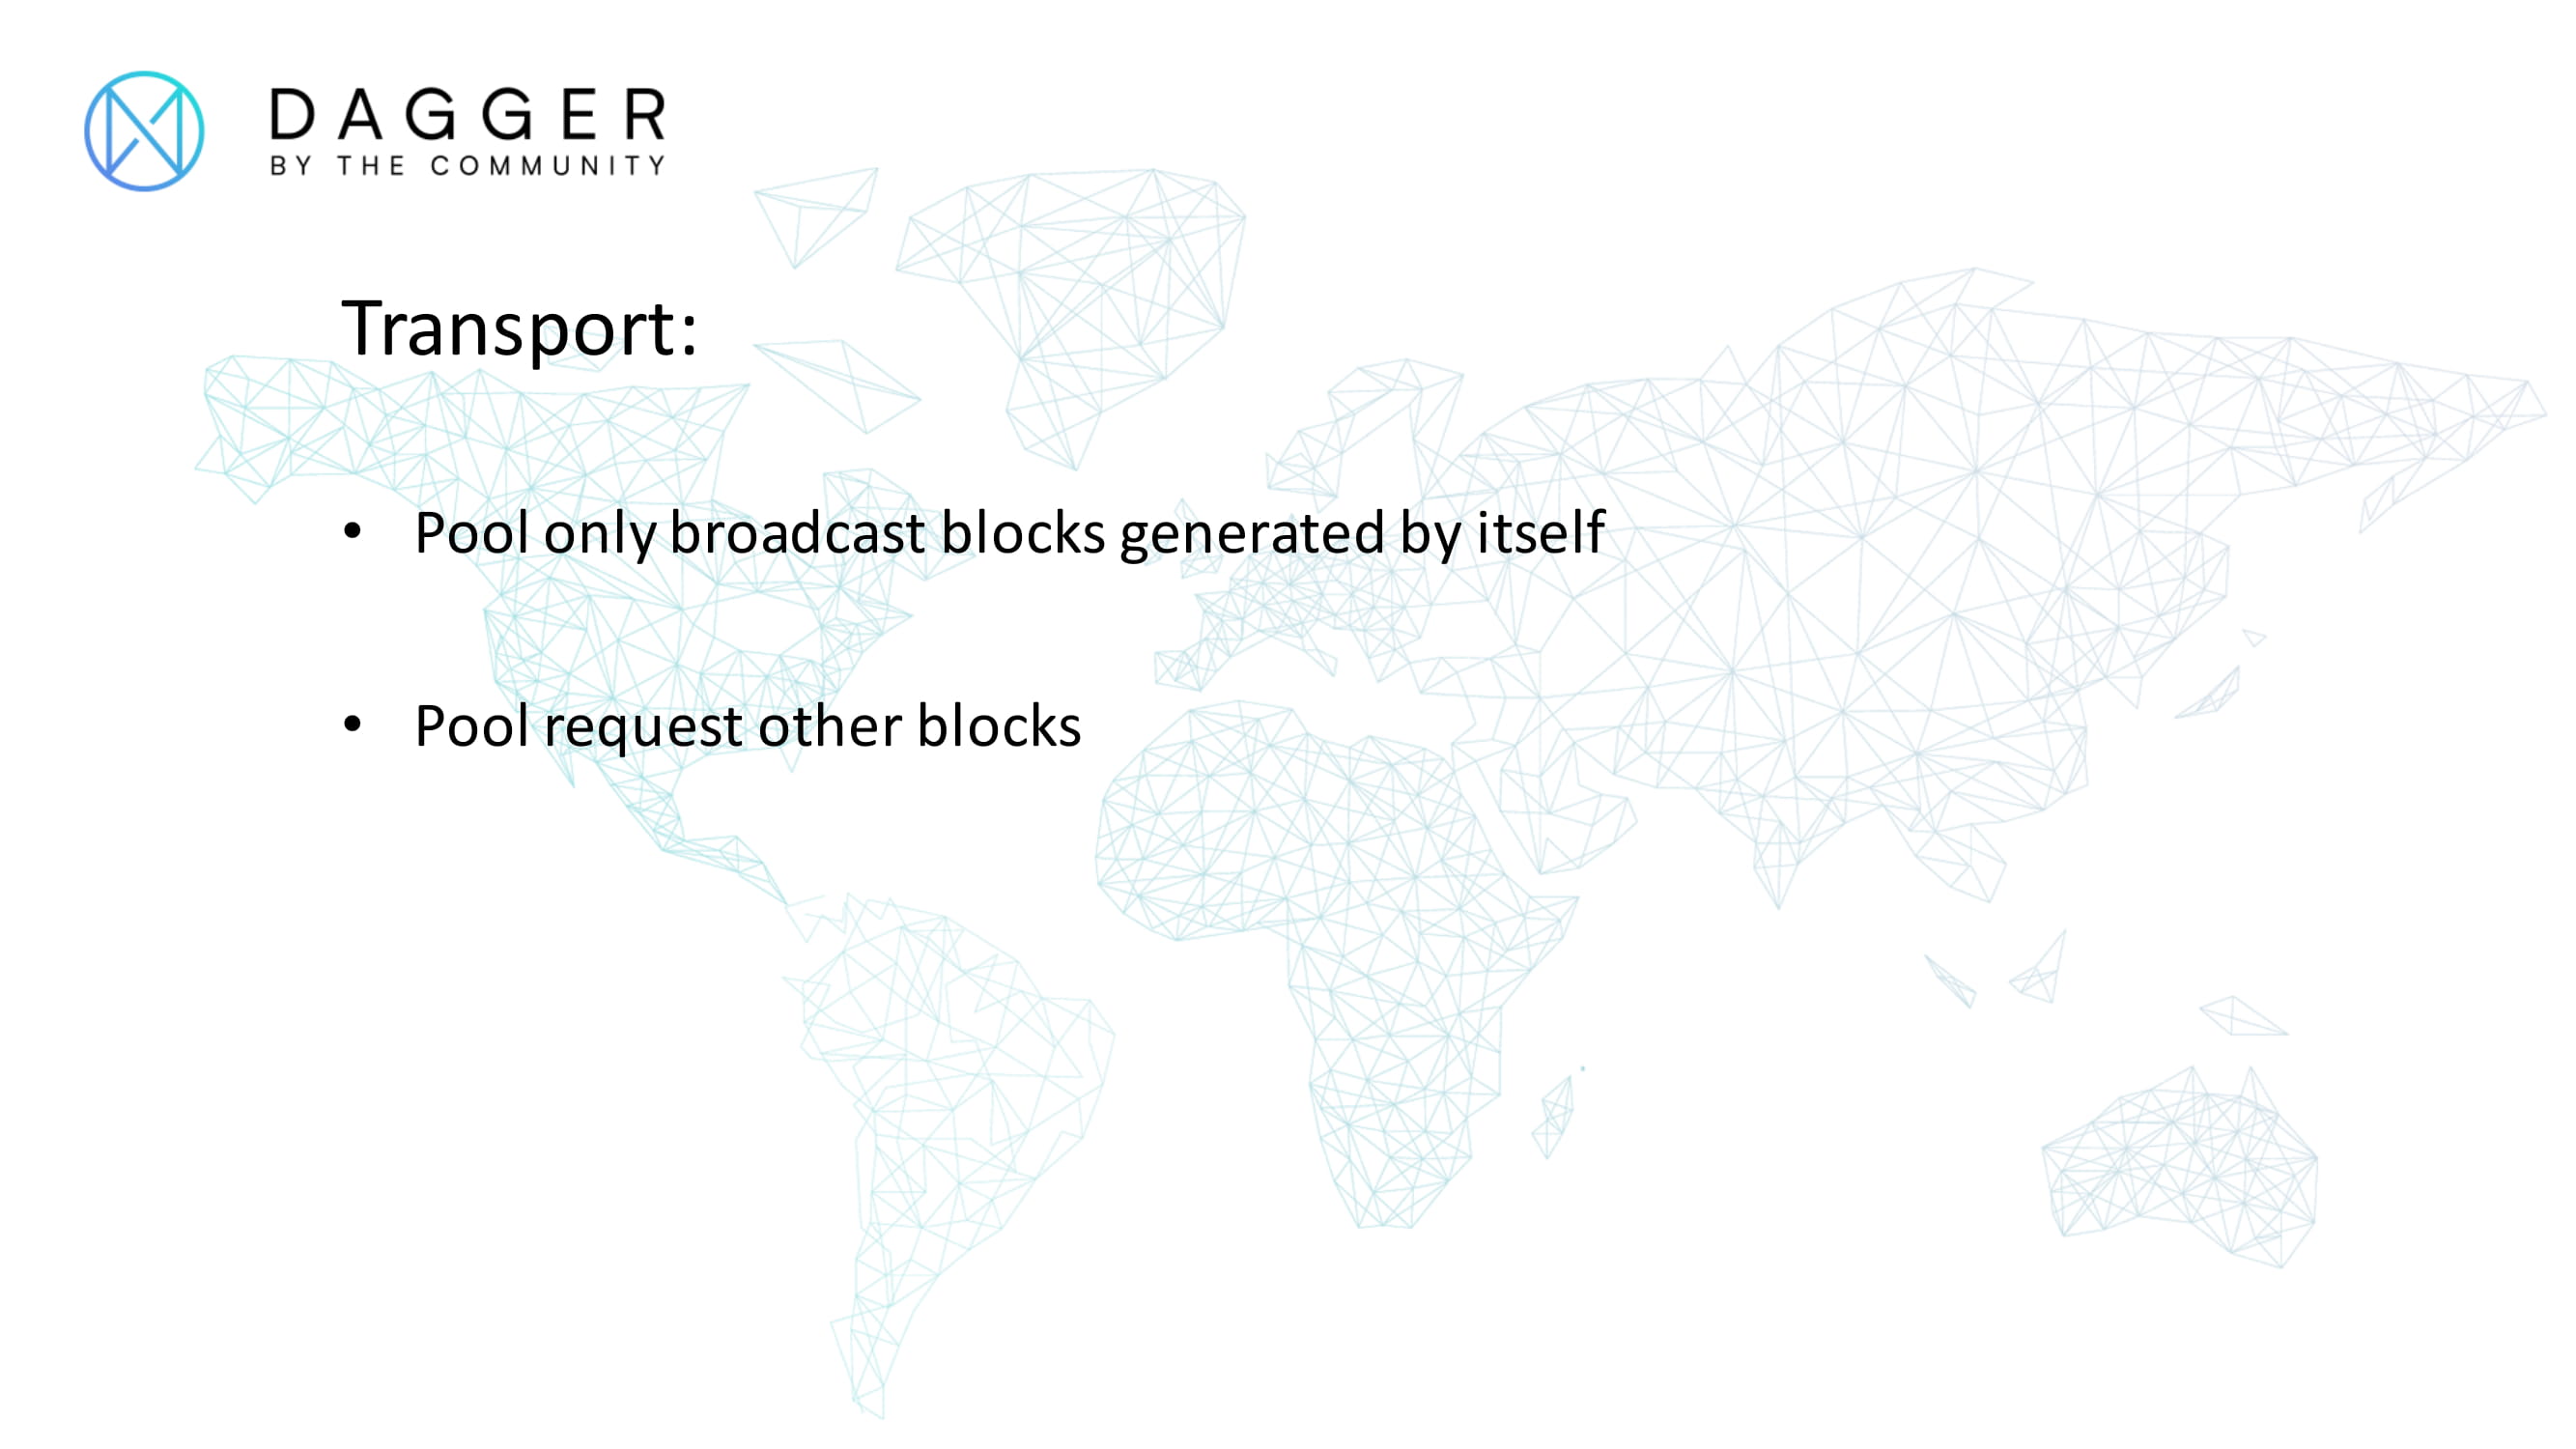 DAGGER
BY THE COMMUNITY
Transport:
• Pool only broadcast blocks generated by itself
• Pool request other blocks